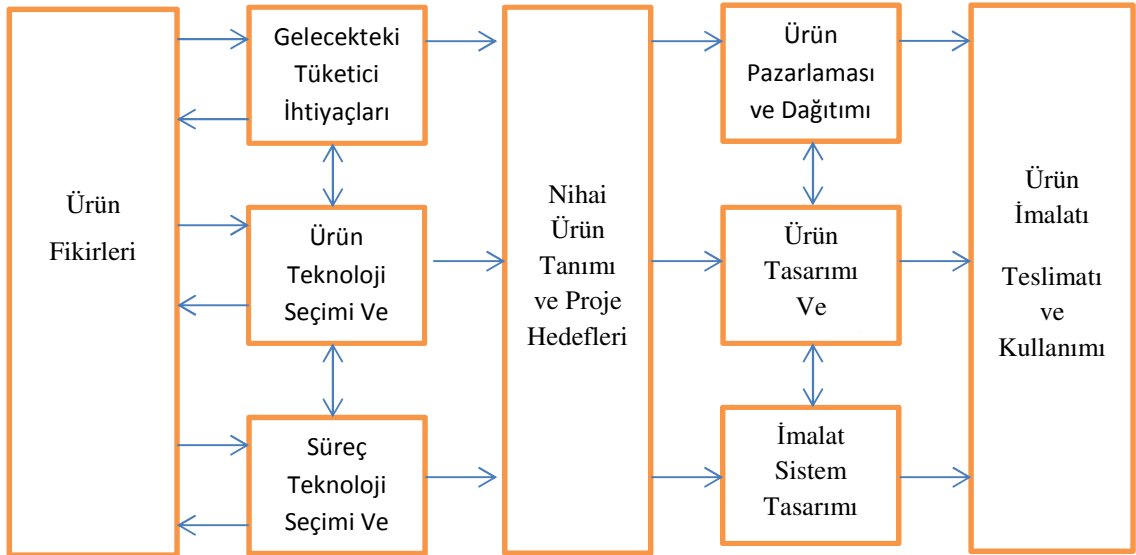 Ürün
Fikirleri
Gelecekteki
Tüketici
İhtiyaçları
Ürün
Teknoloji
Seçimi Ve
Süreç
Teknoloji
Seçimi Ve
Nihai
Ürün
Tanımı
ve Proje
Hedefleri
Ürün
Pazarlaması
ve Dağıtımı
Ürün
Tasarımı
Ve
İmalat
Sistem
Tasarımı
Ürün
İmalatı
Teslimatı
ve
Kullanımı